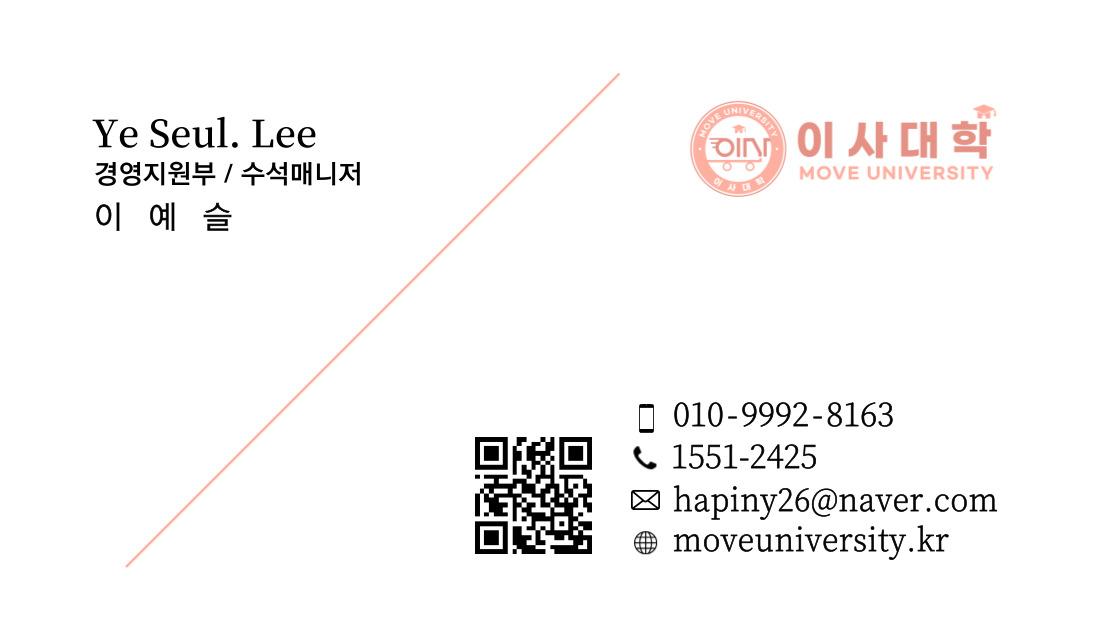 Ye Seul. Lee
경영지원부 / 수석매니저
이 예 슬
MOVE UNIVERSITY
이사대학
이사대학
MOVE UNIVERSITY
010-9992-8163
1551-2425
hapiny26@naver.com
moveuniversity.kr